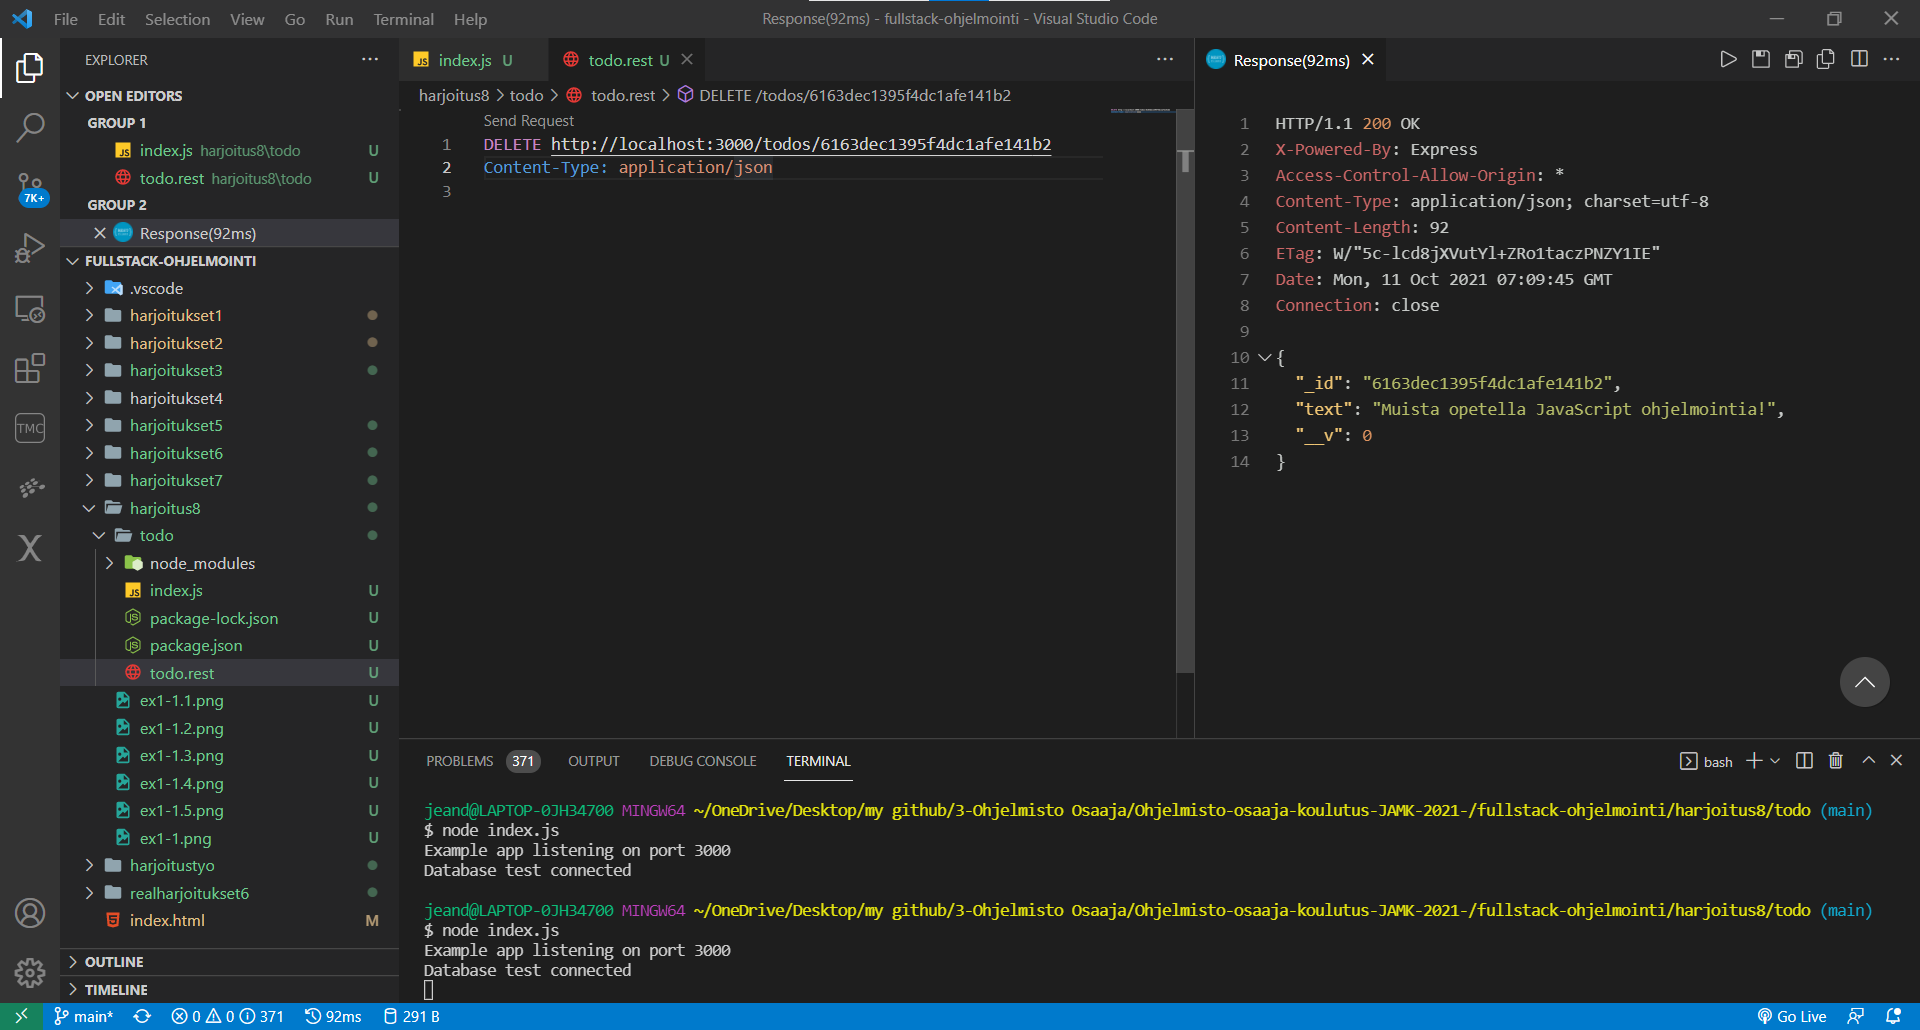 File Edit Selection View Go Run Terminal Help
Response(92ms) - fullstack-ohjelmointi - Visual Studio Code
EXPLORER
OPEN EDITORS
GROUP 1
JS index.js harjoitus8\todo U
todo.rest harjoitus8\todo U
GROUP 2
Response(92ms)
FULLSTACK-OHJELMOINTI
.vscode
harjoitukset1
harjoitukset2
harjoitukset3
harjoitukset4
harjoitukset5
harjoitukset6
harjoitukset7
harjoitus8
todo
node_modules
JS index.js U
package-lock.json U
package.json U
todo.rest U
ex1-1.1.png U
ex1-1.2.png U
ex1-1.3.png U
ex1-1.4.png U
ex1-1.5.png U
ex1-1.png U
harjoitustyo
realharjoitukset6
index.html M
OUTLINE
TIMELINE
7K+
TMC
JS index.js U
todo.rest U
harjoitus8 > todo > todo.rest > DELETE /todos/6163dec1395f4dc1afe141b2
Send Request
1 DELETE http://localhost:3000/todos/6163dec1395f4dc1afe141b2
2 Content-Type: application/json
3
Response(92ms)
1 HTTP/1.1 200 OK
2 X-Powered-By: Express
3 Access-Control-Allow-Origin: *
4 Content-Type: application/json; charset=utf-8
5 Content-Length: 92
6 ETag: W/"5c-lcd8jXVutYl+ZRo1taczPNZY1IE"
7 Date: Mon, 11 Oct 2021 07:09:45 GMT
8 Connection: close
9
10 {
11 "_id": "6163dec1395f4dc1afe141b2",
12 "text": "Muista opetella JavaScript ohjelmointia!",
13 "__v": 0
14 }
PROBLEMS 371 OUTPUT DEBUG CONSOLE TERMINAL
bash
jeand@LAPTOP-0JH34700 MINGW64 ~/OneDrive/Desktop/my github/3-Ohjelmisto Osaaja/Ohjelmisto-osaaja-koulutus-JAMK-2021-/fullstack-ohjelmointi/harjoitus8/todo (main)
$ node index.js
Example app listening on port 3000
Database test connected
jeand@LAPTOP-0JH34700 MINGW64 ~/OneDrive/Desktop/my github/3-Ohjelmisto Osaaja/Ohjelmisto-osaaja-koulutus-JAMK-2021-/fullstack-ohjelmointi/harjoitus8/todo (main)
$ node index.js
Example app listening on port 3000
Database test connected
main* 0 0 371 92ms 291 B
Go Live